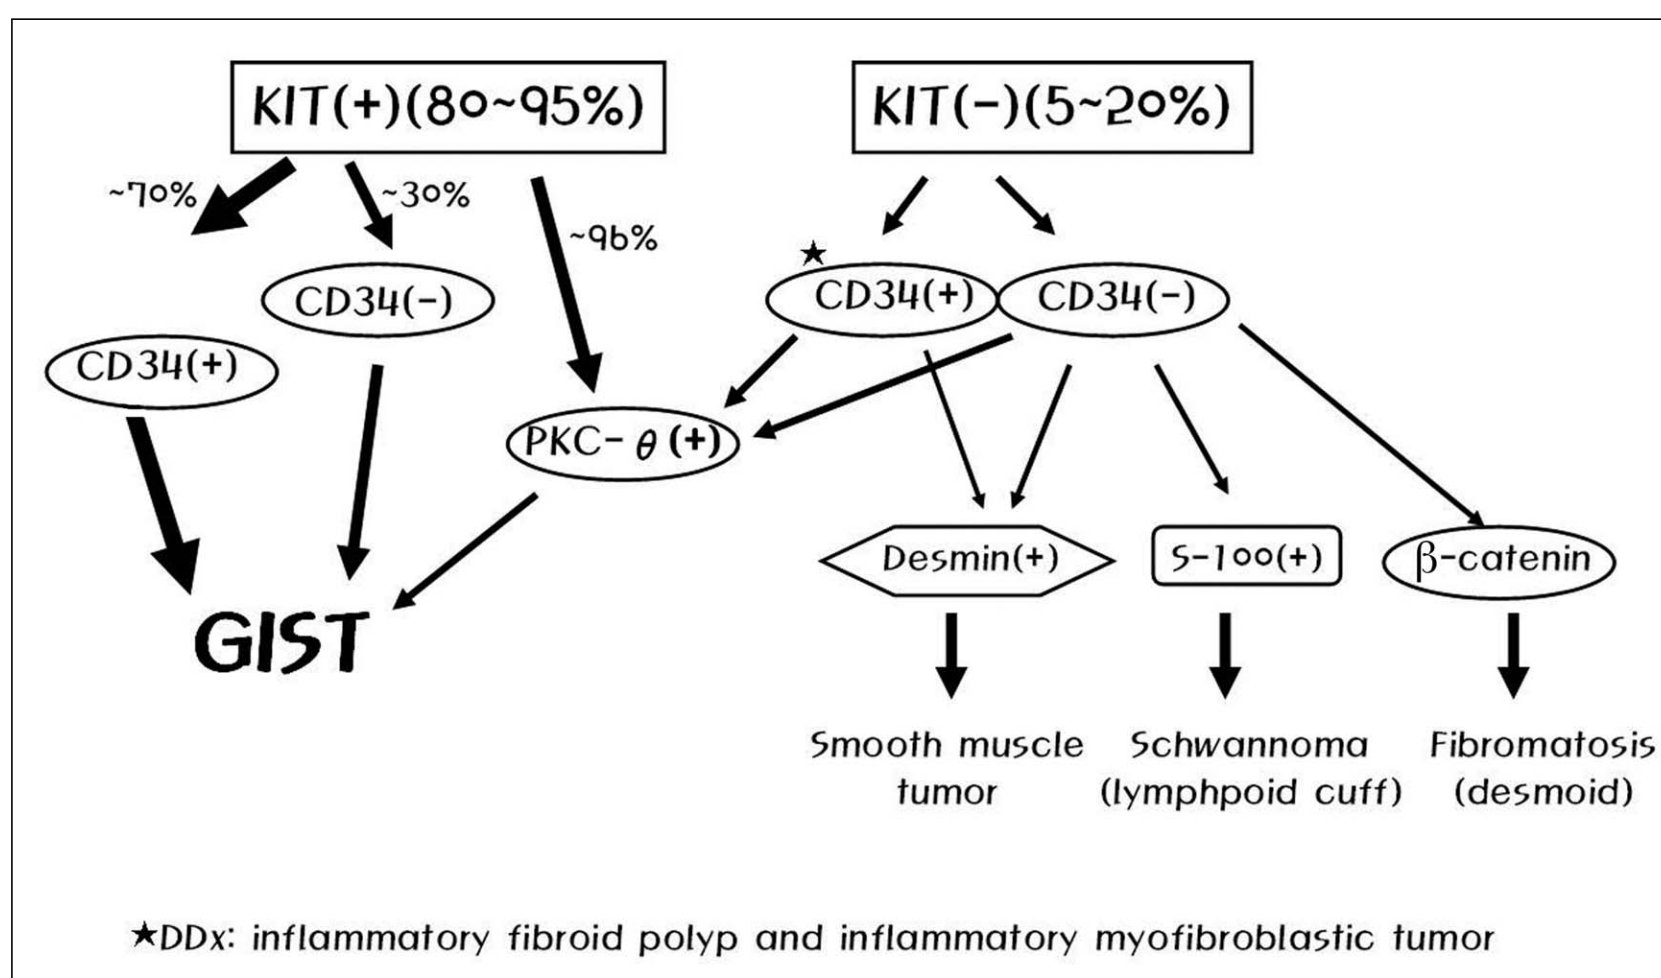 KIT(+)(80~95%)
KIT(-)(5~20%)
~70%
~30%
~96%
CD34(-)
CD34(+)
★
CD34(+)
CD34(-)
PKC-θ(+)
Desmin(+)
S-100(+)
β-catenin
GIST
Smooth muscle
tumor
Schwannoma
(lymphpoid cuff)
Fibromatosis
(desmoid)
★DDx: inflammatory fibroid polyp and inflammatory myofibroblastic tumor